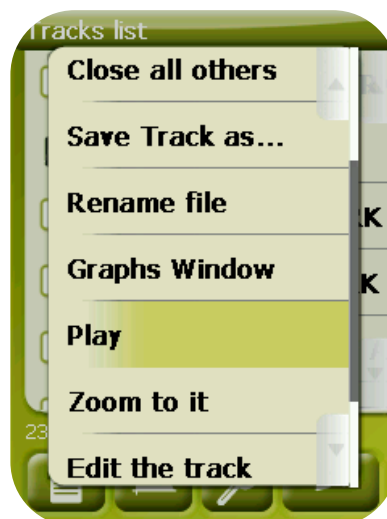 Tracks list
Close all others
Save Track as...
Rename file
Graphs Window
Play
Zoom to it
Edit the track